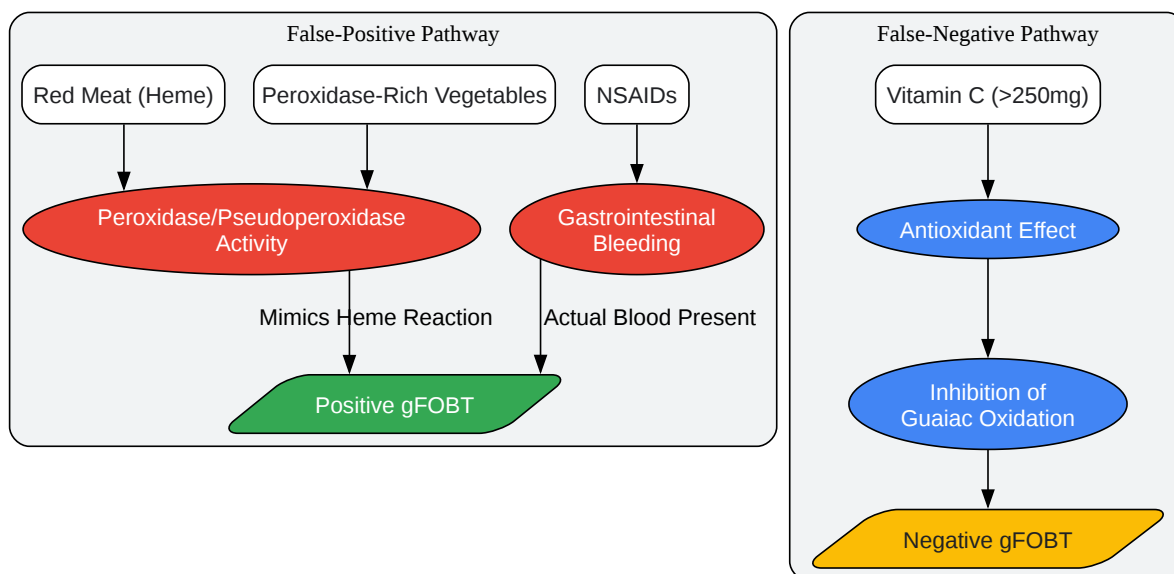 False-Positive Pathway
Red Meat (Heme)
Peroxidase-Rich Vegetables
NSAIDs
Peroxidase/Pseudoperoxidase
Activity
Gastrointestinal
Bleeding
Mimics Heme Reaction
Actual Blood Present
Positive gFOBT
False-Negative Pathway
Vitamin C (>250mg)
Antioxidant Effect
Inhibition of
Guaiac Oxidation
Negative gFOBT